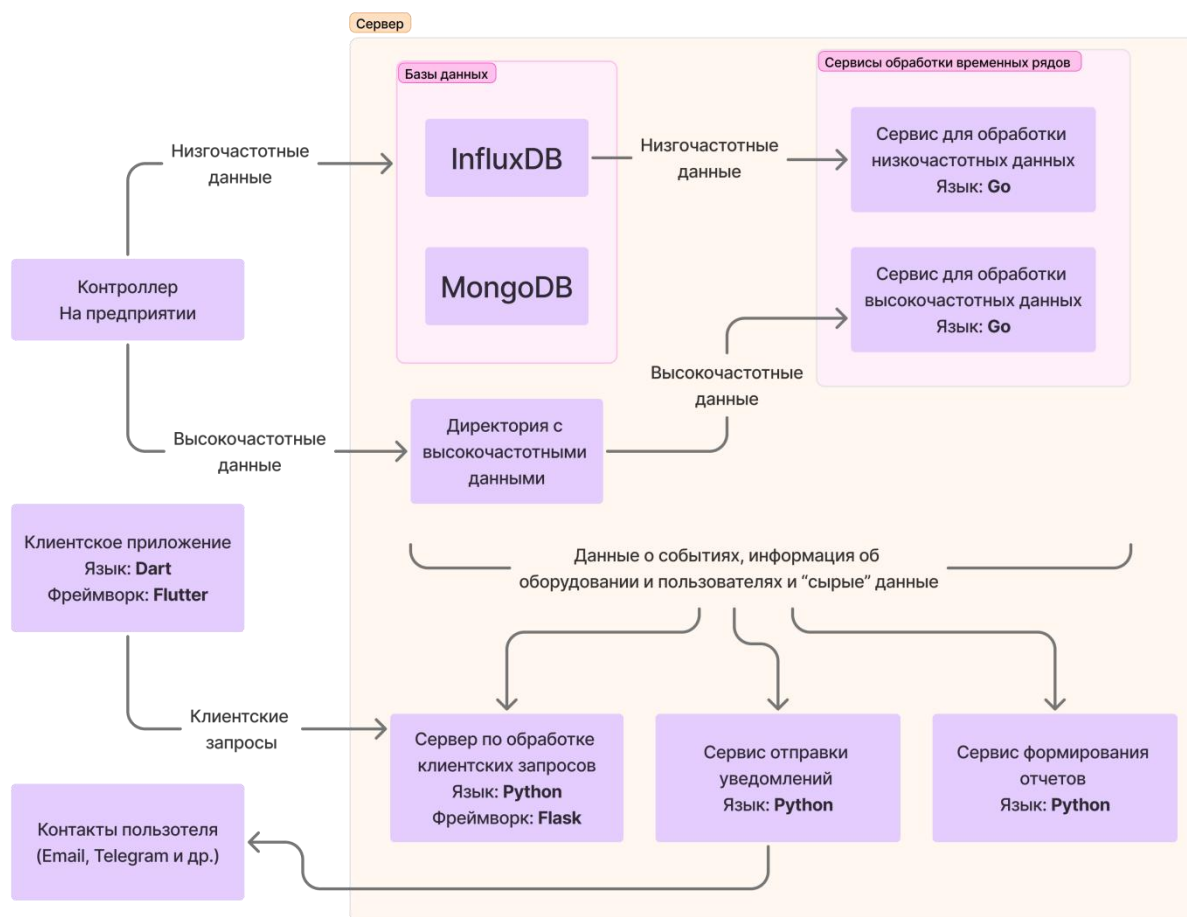 Сервер
Базы данных
Сервисы обработки временных рядов
InfluxDB
MongoDB
Низгочастотные
данные
Низгочастотные
данные
Сервис для обработки
низкочастотных данных
Язык: Go
Сервис для обработки
высокочастотных данных
Язык: Go
Контроллер
На предприятии
Высокочастотные
данные
Директория с
высокочастотными
данными
Высокочастотные
данные
Клиентское приложение
Язык: Dart
Фреймворк: Flutter
Данные о событиях, информация об
оборудовании и пользователях и “сырые” данные
Клиентские
запросы
Сервер по обработке
клиентских запросов
Язык: Python
Фреймворк: Flask
Сервис отправки
уведомлений
Язык: Python
Сервис формирования
отчетов
Язык: Python
Контакты пользотеля
(Email, Telegram и др.)